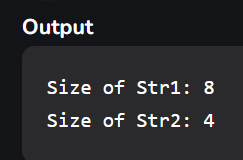 Output
Size of Str1: 8
Size of Str2: 4